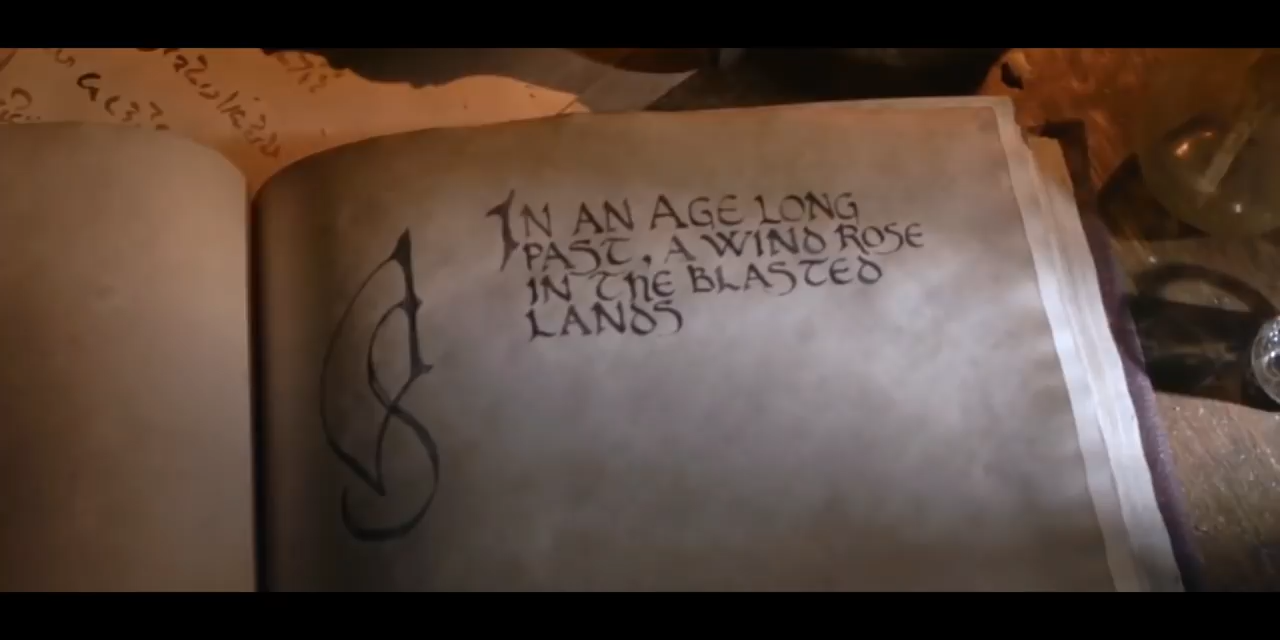 In an Age long
past, a wind rose
in the Blasted
Lands